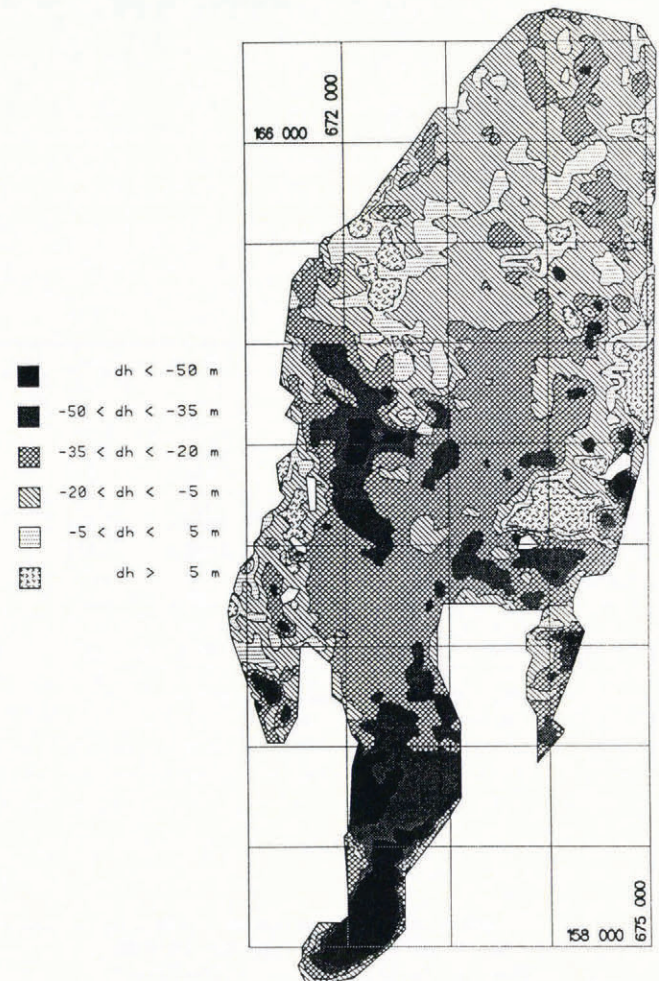 672 000
166 000
dh < -50 m
-50 < dh < -35 m
-35 < dh < -20 m
-20 < dh < -5 m
-5 < dh < 5 m
dh > 5 m
158 000
675 000